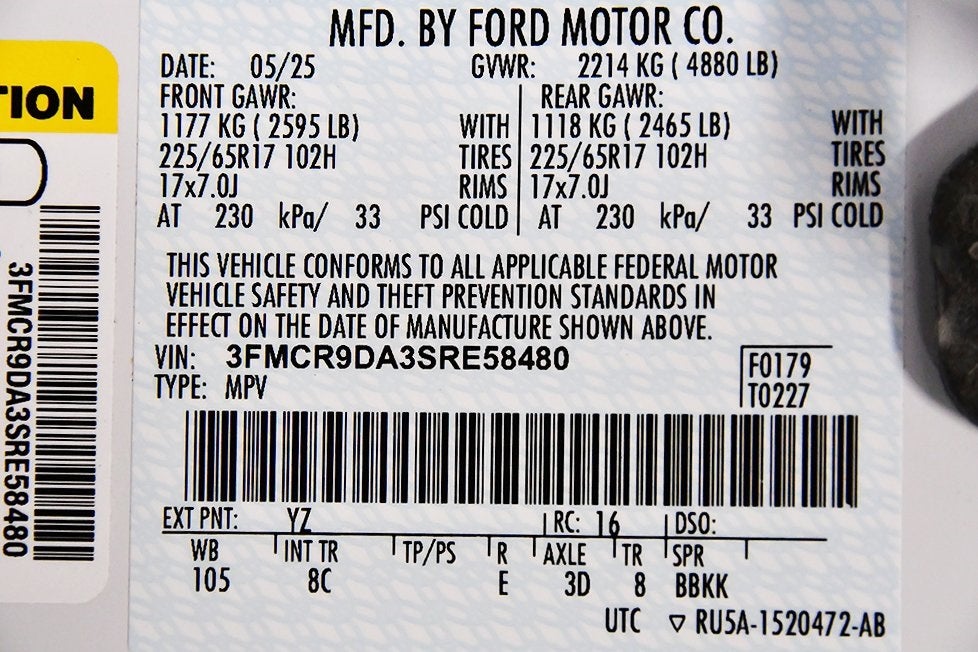 MFD. BY FORD MOTOR CO.
DATE: 05/25 GVWR: 2214 KG ( 4880 LB)
FRONT GAWR: REAR GAWR:
1177 KG ( 2595 LB) WITH 1118 KG ( 2465 LB) WITH
225/65R17 102H TIRES 225/65R17 102H TIRES
17x7.0J RIMS 17x7.0J RIMS
AT 230 kPa/ 33 PSI COLD AT 230 kPa/ 33 PSI COLD
THIS VEHICLE CONFORMS TO ALL APPLICABLE FEDERAL MOTOR
VEHICLE SAFETY AND THEFT PREVENTION STANDARDS IN
EFFECT ON THE DATE OF MANUFACTURE SHOWN ABOVE.
VIN: 3FMCR9DA3SRE58480
F0179
TYPE: MPV
T0227
EXT PNT: YZ RC: 16 DSO:
WB INT TR TP/PS R AXLE TR SPR
105 8C E 3D 8 BBKK
UTC ▽ RU5A-1520472-AB
TION
3FMCR9DA3SRE58480